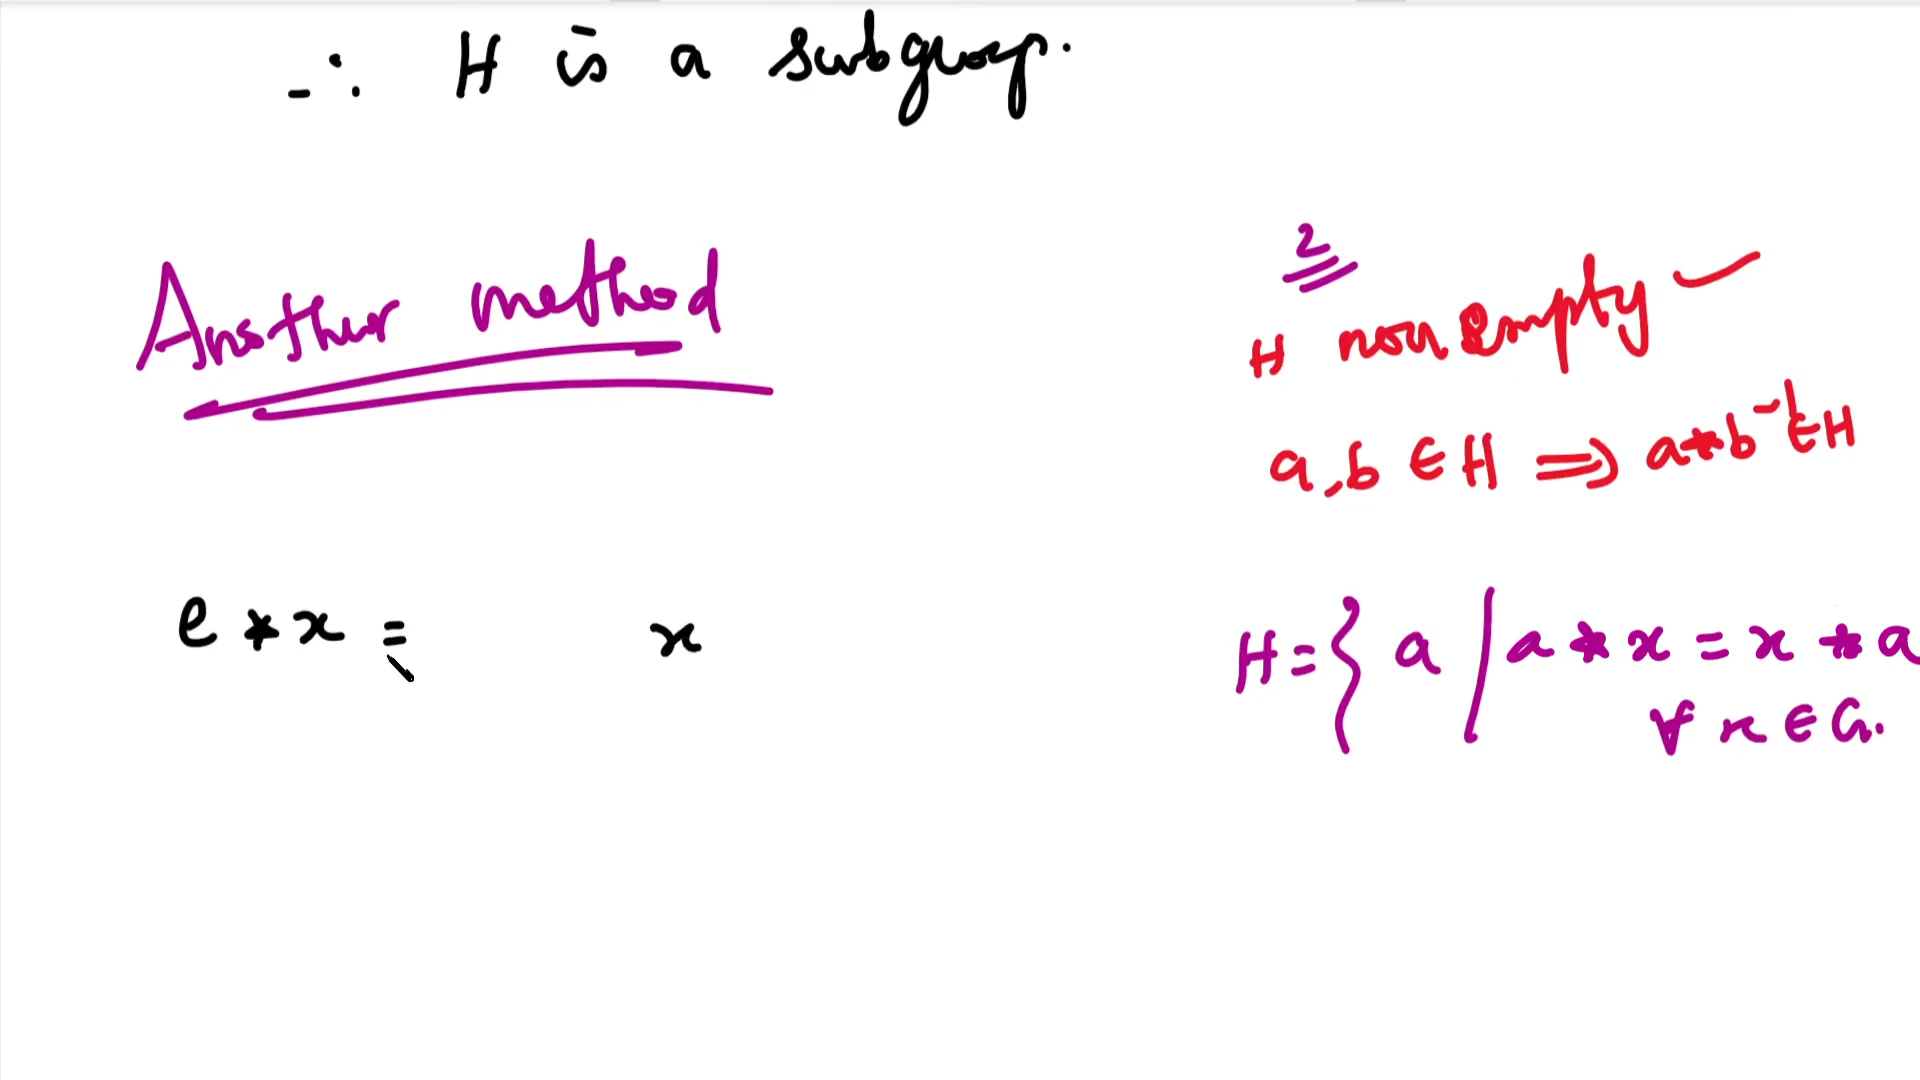 ∴ H is a subgroup.
Another method
2
H non empty ✓
a, b ∈ H ⇒ a * b⁻¹ ∈ H
e * x = x
H = { a / a * x = x * a
∀ x ∈ G.